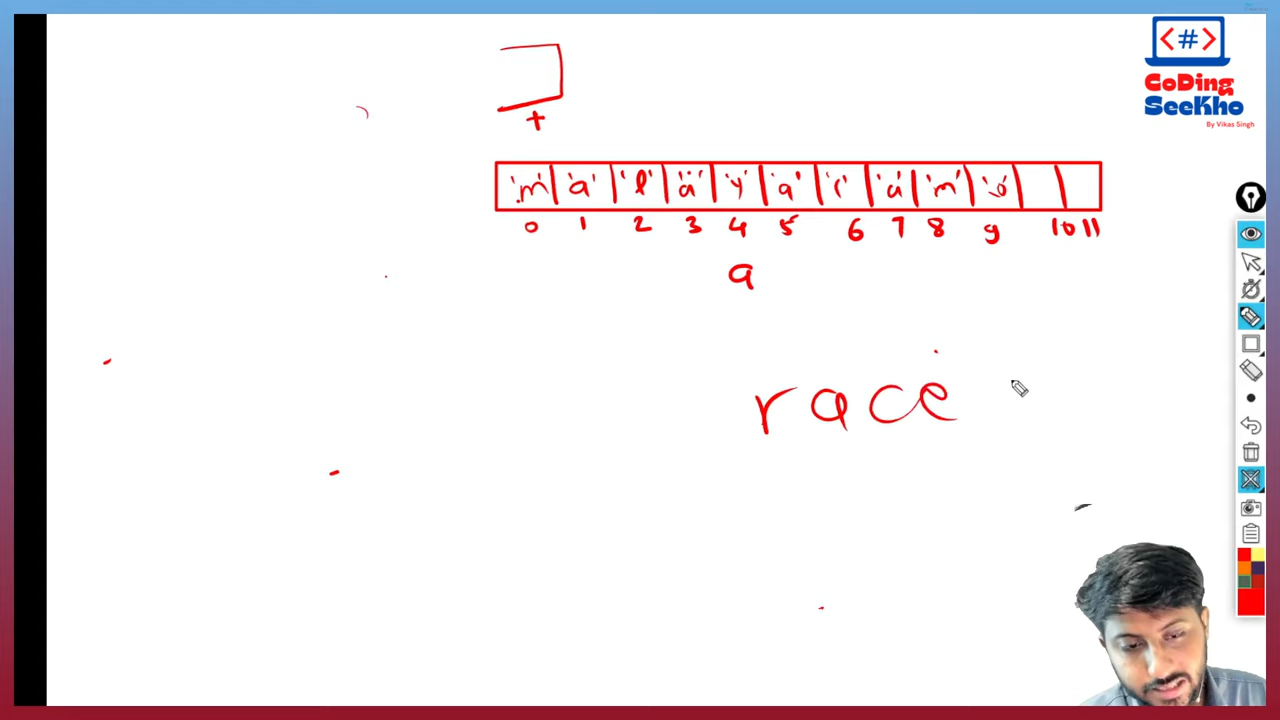 <#>
CoDing
SeeKho
By Vikas Singh
+
'm' 'a' 'l' 'a' 'y' 'a' 'r' 'a' 'm' '\0'
0 1 2 3 4 5 6 7 8 9 10 11
a
race